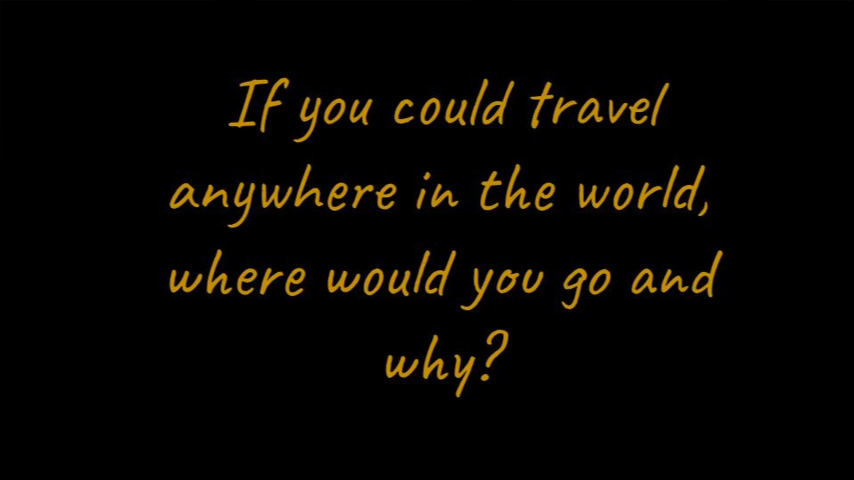 If you could travel
anywhere in the world,
where would you go and
why?